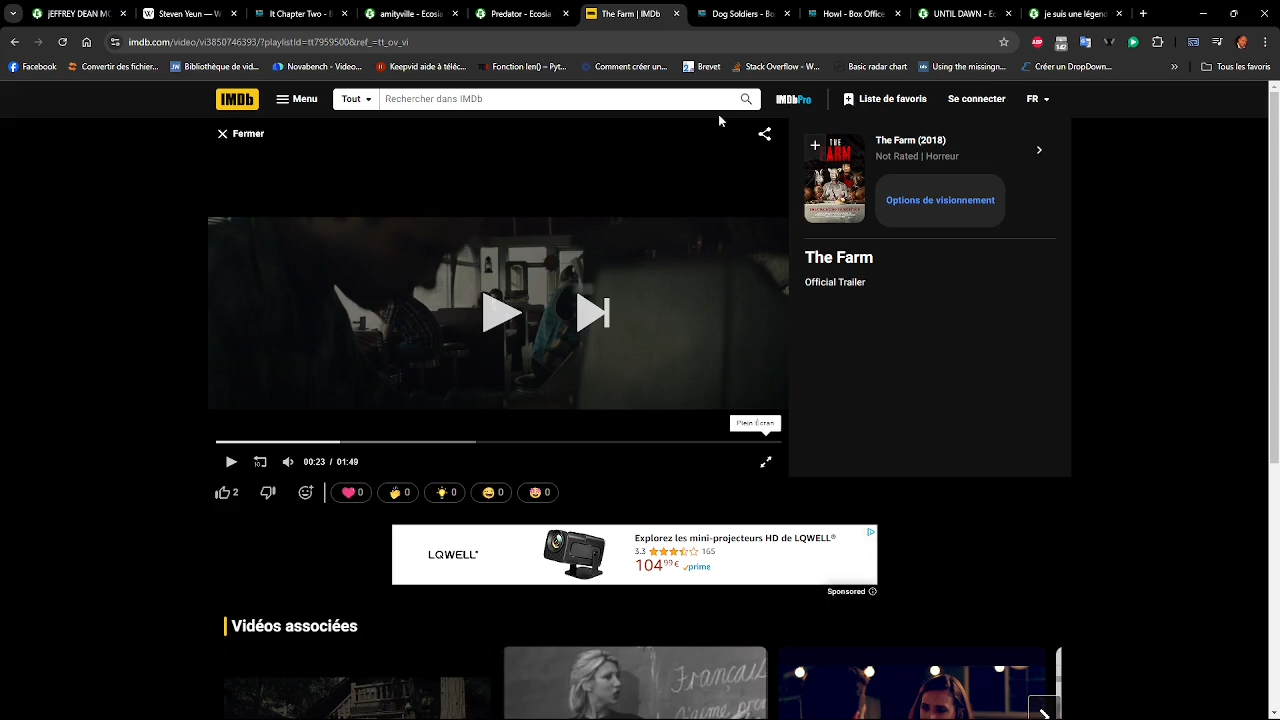 jEFFREY DEAN MO
Steven Yeun — W
It Chapter Two - B
amityville - Ecosia
Predator - Ecosia
The Farm | IMDb
Dog Soldiers - Bo
Howl - Box Office
UNTIL DAWN - Ec
je suis une légend
imdb.com/video/vi3850746393/?playlistId=tt7959500&ref_=tt_ov_vi
Facebook
Convertir des fichier...
Bibliothèque de vid...
Novabench - Video...
Keepvid aide à téléc...
Fonction len() – Pyt...
Comment créer un...
Brevet
Stack Overflow - W...
Basic radar chart
Using the missingn...
Créer un DropDown...
Tous les favoris
IMDb
Menu
Tout
Rechercher dans IMDb
IMDbPro
Liste de favoris
Se connecter
FR
Fermer
THE
FARM
The Farm (2018)
Not Rated | Horreur
Options de visionnement
The Farm
Official Trailer
Plein Écran
00:23 / 01:49
2
0
0
0
0
0
LQWELL
Explorez les mini-projecteurs HD de LQWELL®
3.3 165
104,99€ prime
Sponsored
Vidéos associées
Français